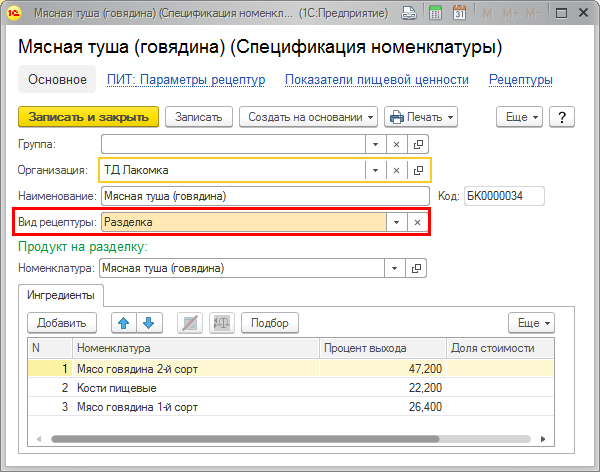 Мясная туша (говядина) (Спецификация номенкл... (1С:Предприятие)
M M+ M-
Мясная туша (говядина) (Спецификация номенклатуры)
Основное ПИТ: Параметры рецептур Показатели пищевой ценности Рецептуры
Записать и закрыть Записать Создать на основании Печать Еще ?
Группа:
Организация: ТД Лакомка
Наименование: Мясная туша (говядина) Код: БК0000034
Вид рецептуры: Разделка
Продукт на разделку:
Номенклатура: Мясная туша (говядина)
Ингредиенты
Добавить Подбор Еще
N Номенклатура Процент выхода Доля стоимости
1 Мясо говядина 2-й сорт 47,200
2 Кости пищевые 22,200
3 Мясо говядина 1-й сорт 26,400